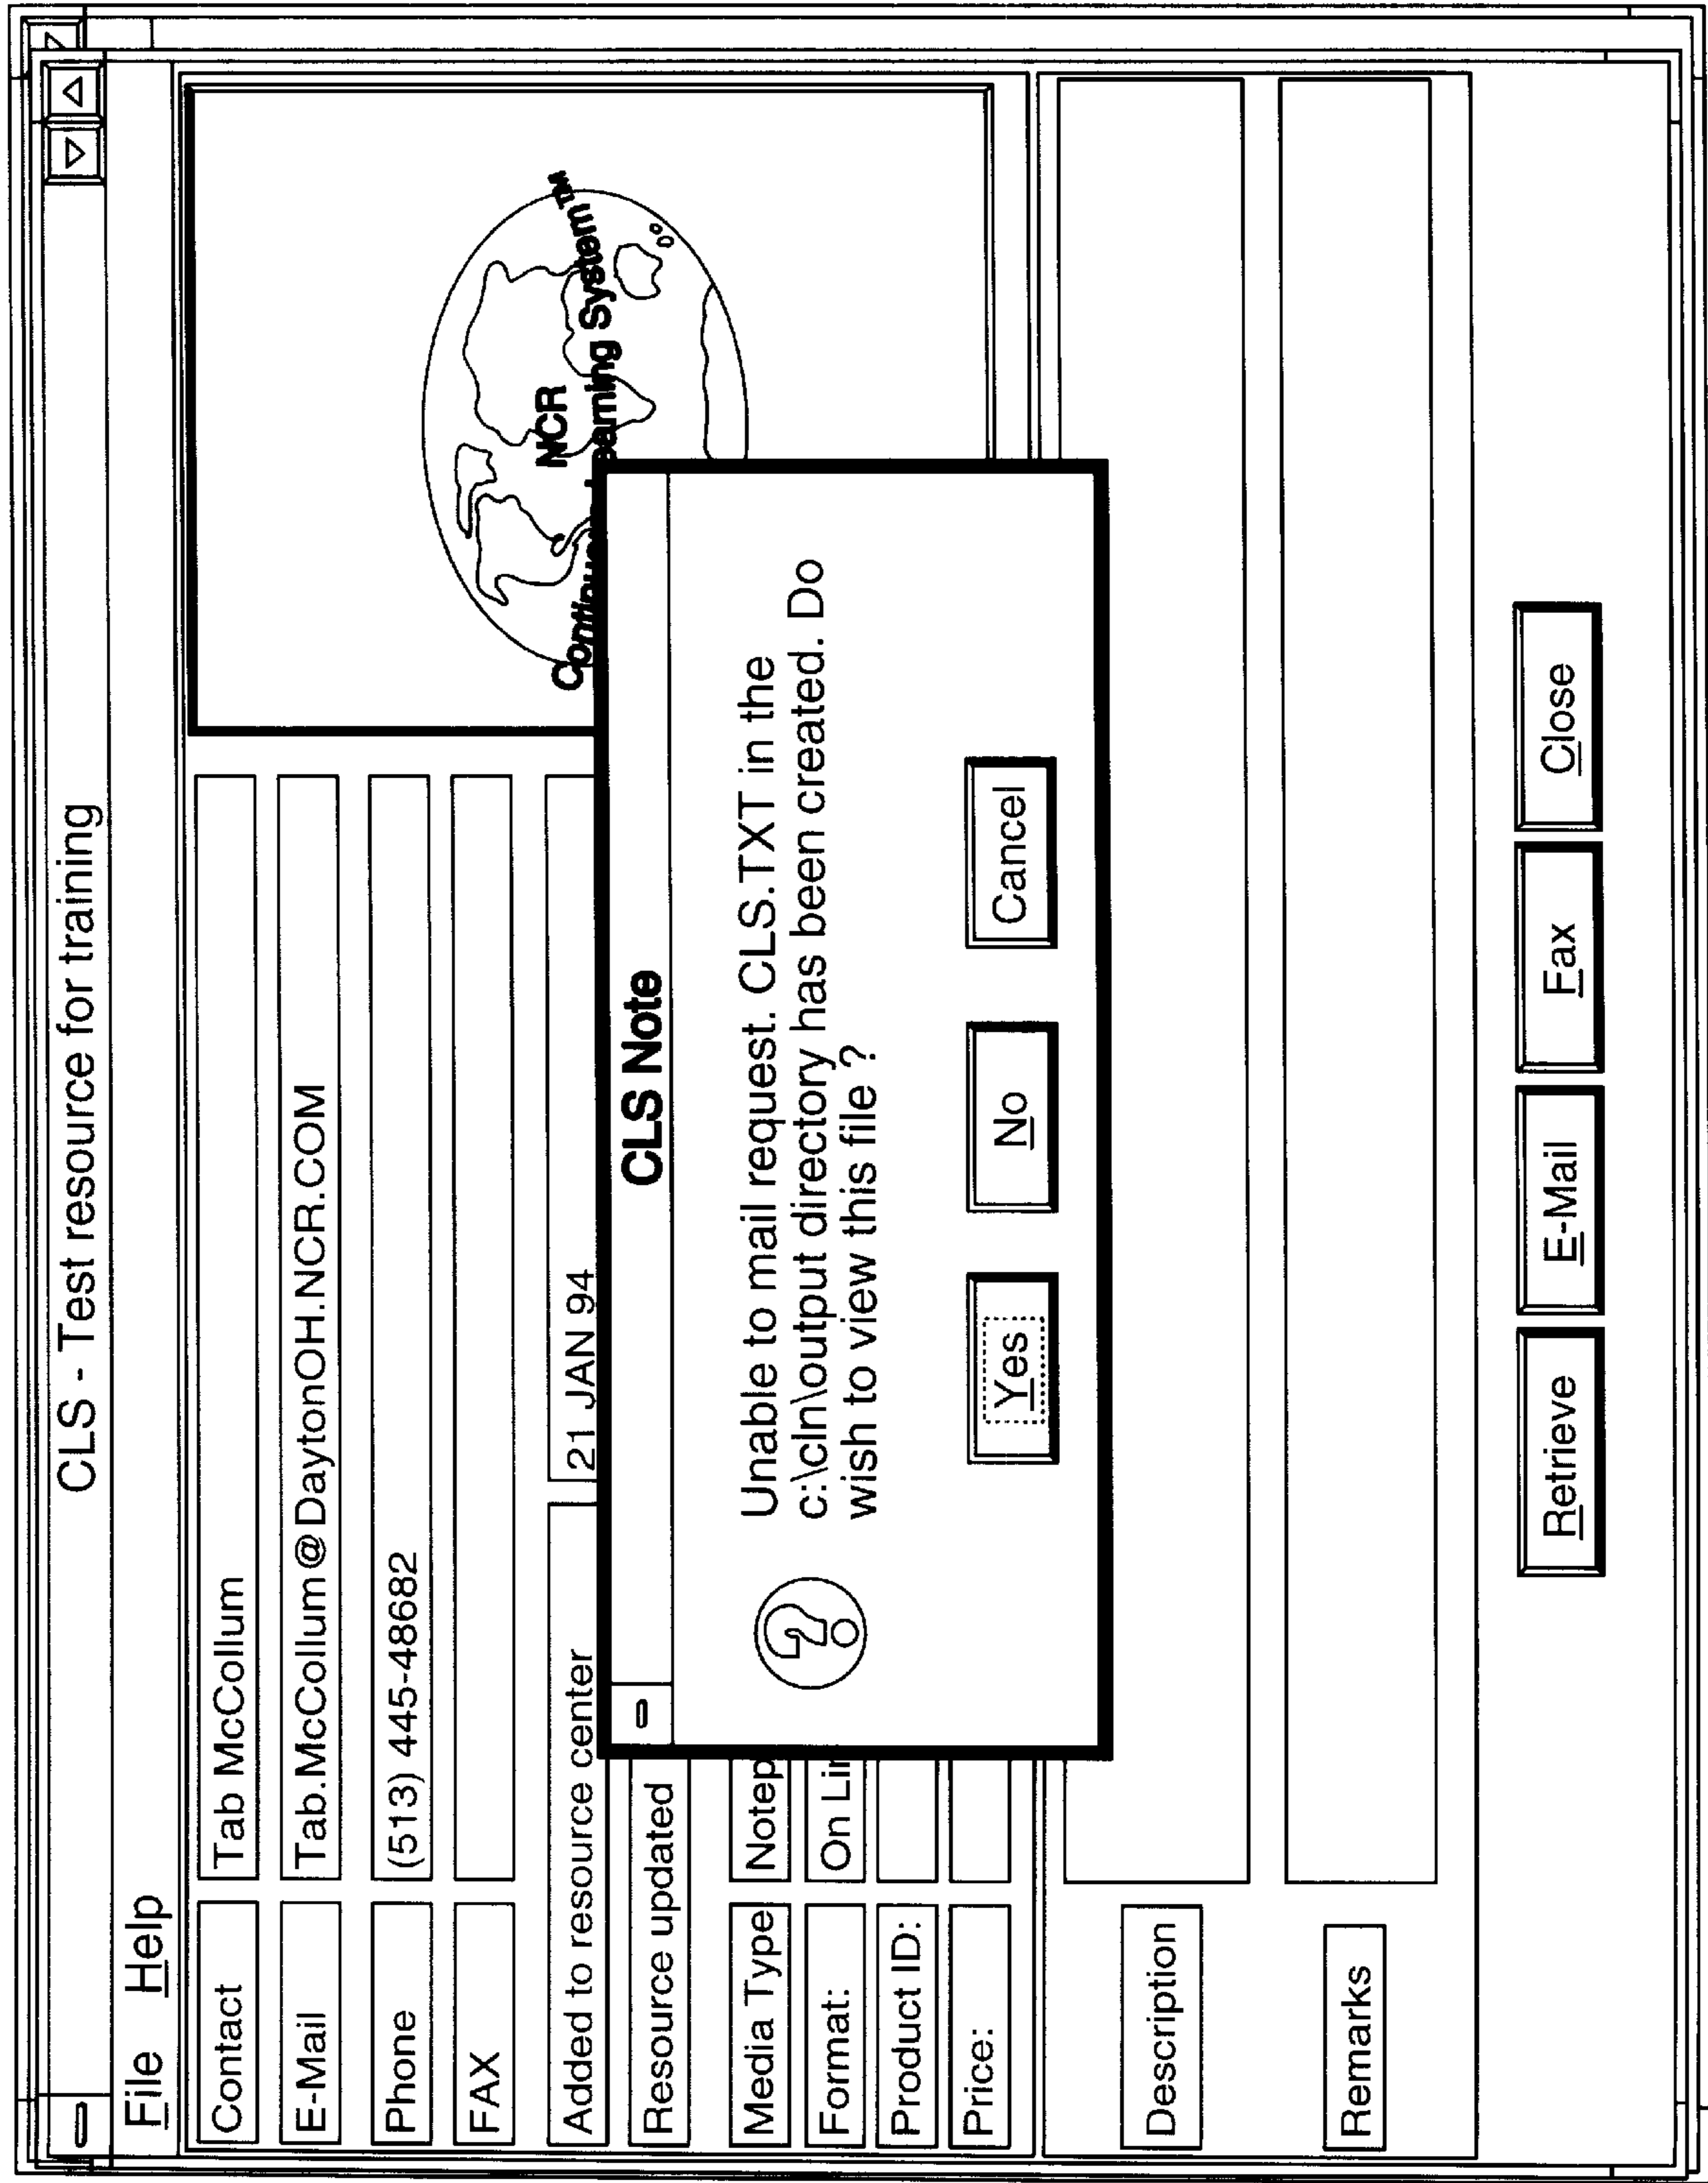 CLS - Test resource for training
File Help
Contact
Tab McCollum
E-Mail
Tab.McCollum@DaytonOH.NCR.COM
Phone
(513) 445-48682
FAX
Added to resource center
21 JAN 94
Resource updated
Media Type
Notep
Format:
On Lin
Product ID:
Price:
NCR
Continuous Learning System™
CLS Note
Unable to mail request. CLS.TXT in the
c:\cln\output directory has been created. Do
wish to view this file ?
Yes
No
Cancel
Description
Remarks
Retrieve
E-Mail
Fax
Close